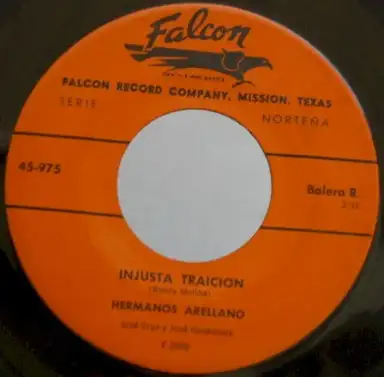 Falcon
FALCON RECORD COMPANY, MISSION, TEXAS
SERIE
NORTEÑA
45-975
Bolero R.
INJUSTA TRAICION
HERMANOS ARELLANO